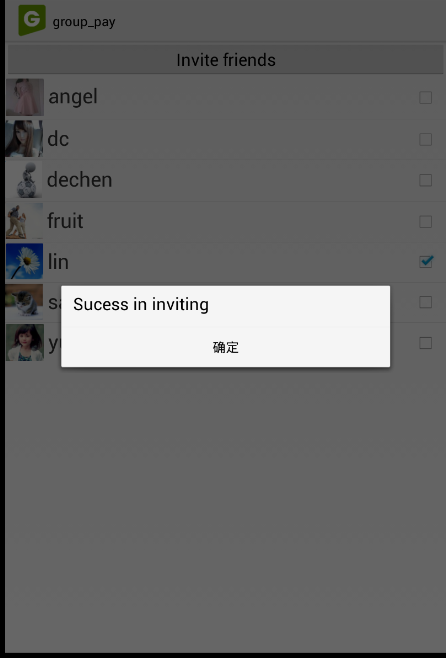 G
group_pay
Invite friends
angel
dc
dechen
fruit
lin
Sucess in inviting
确定